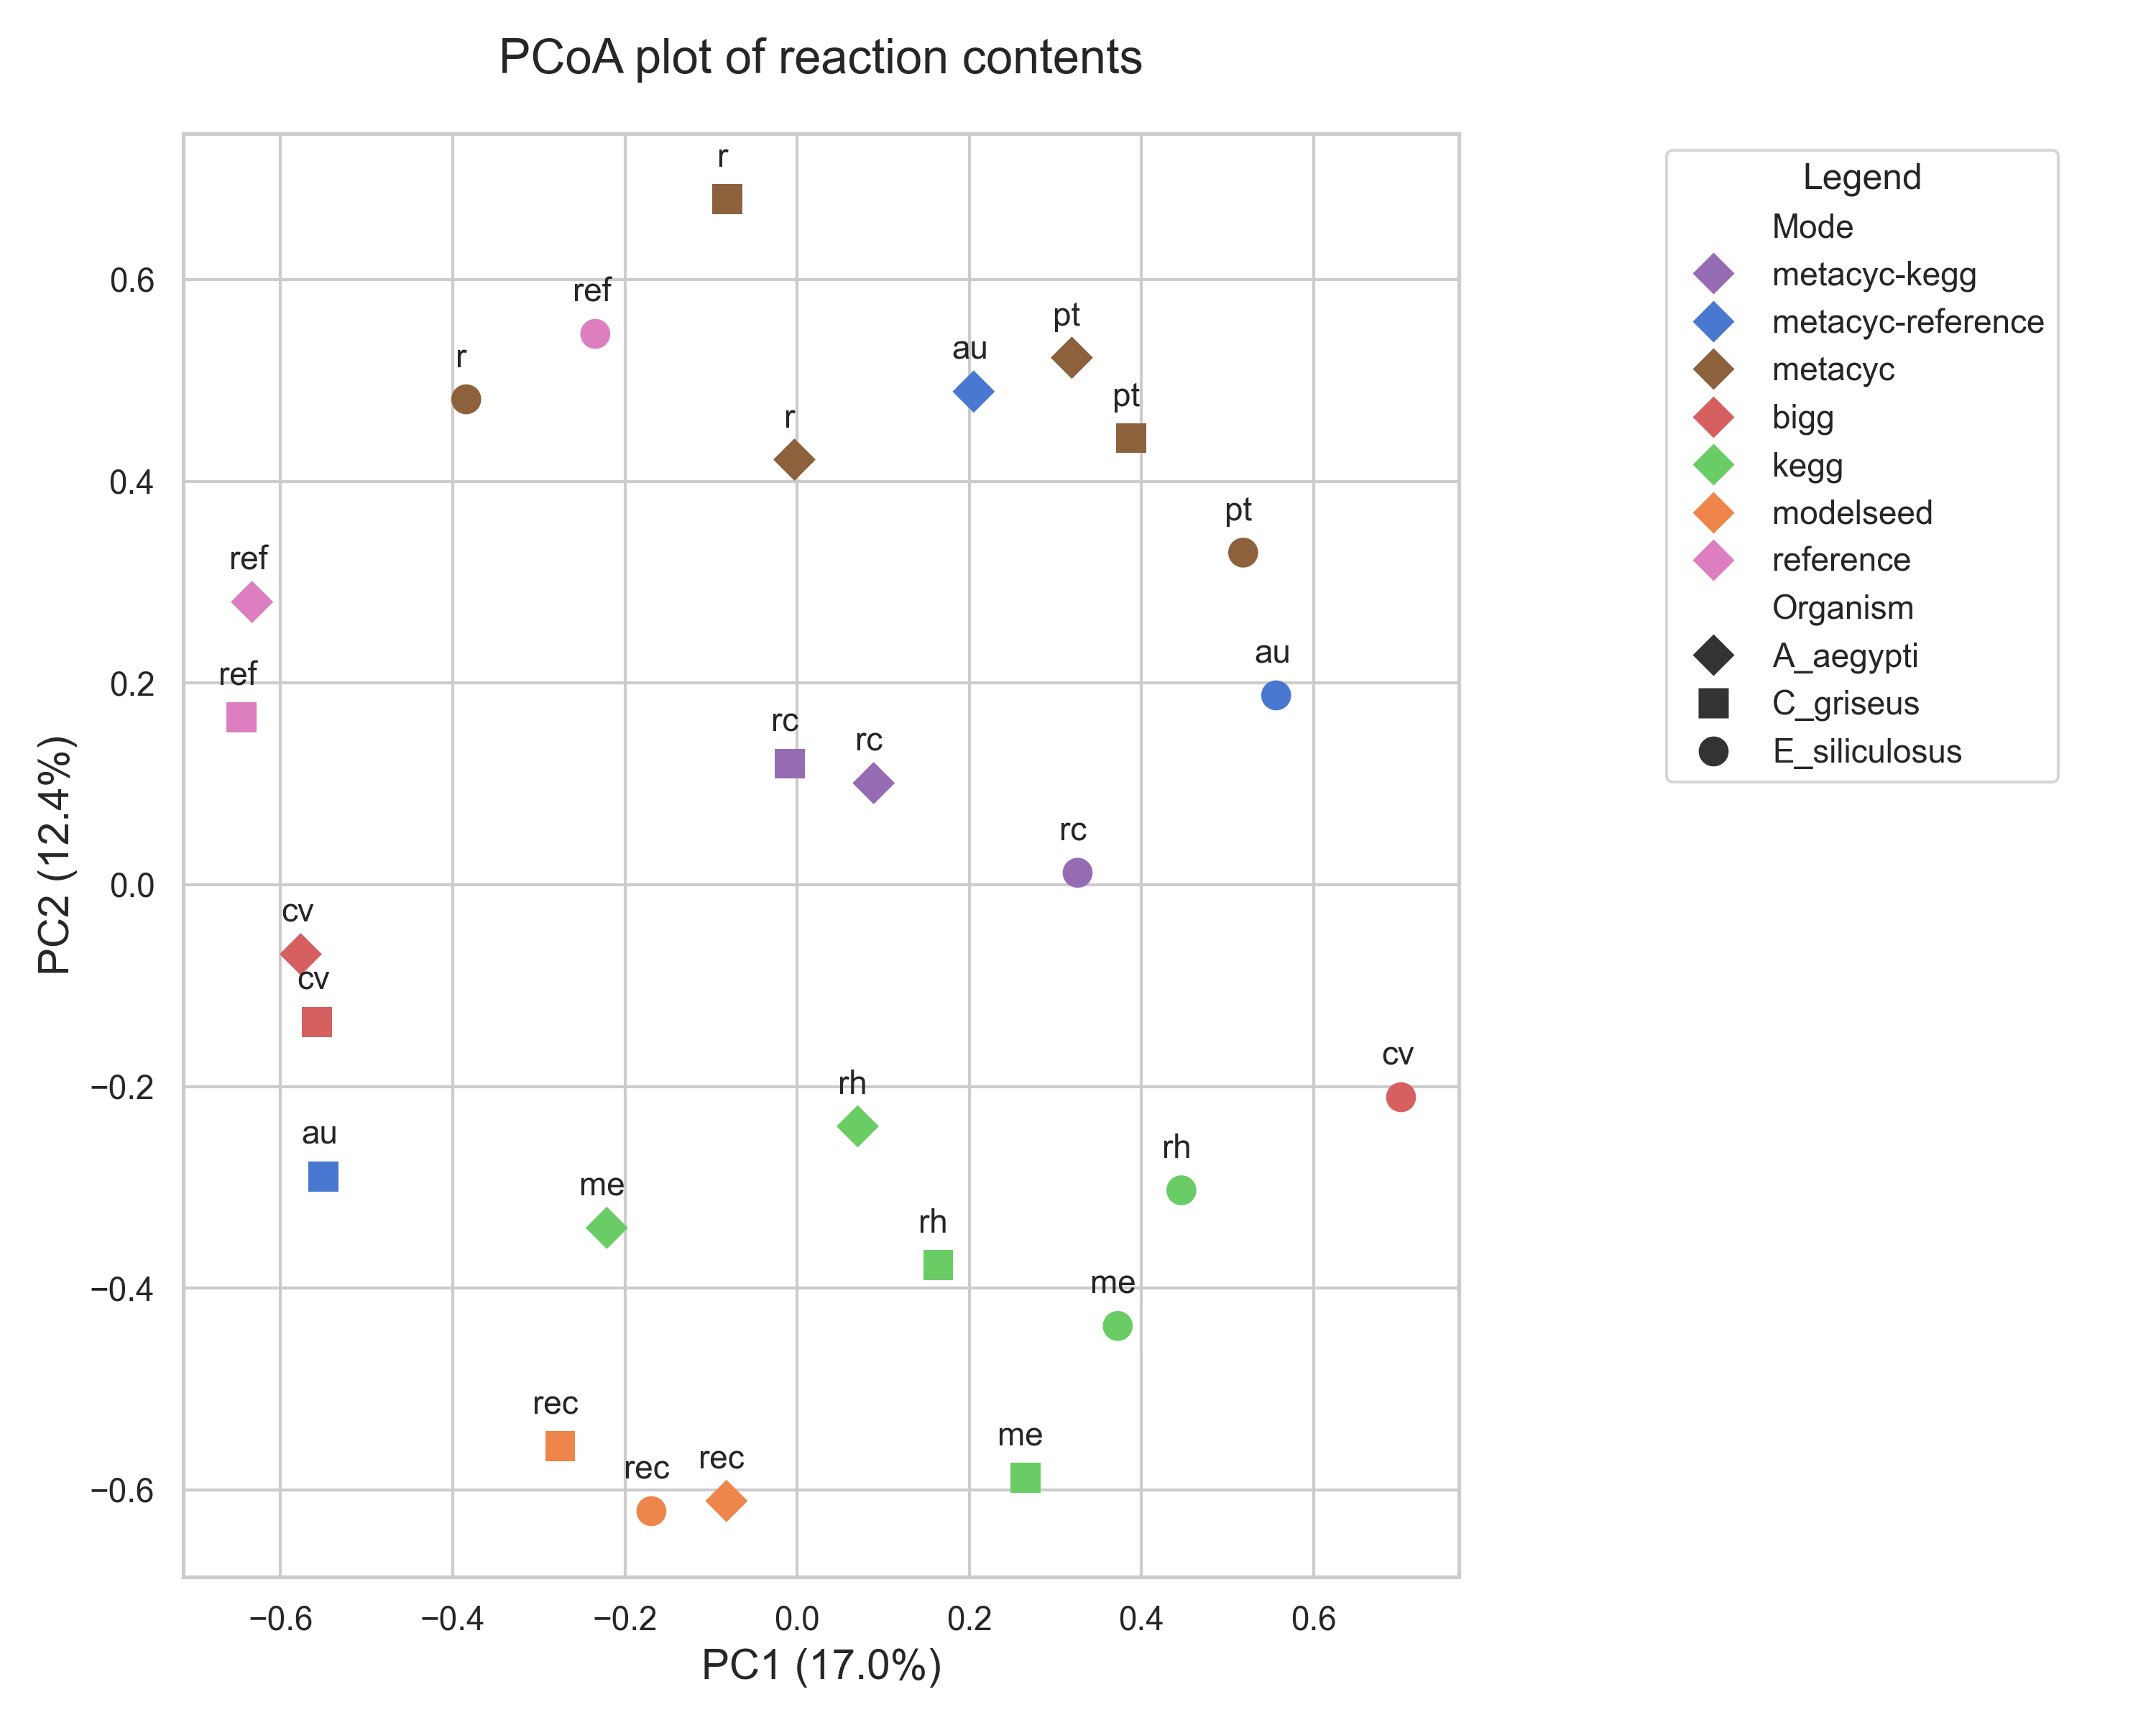 PCoA plot of reaction contents
r
ref
r
au
pt
pt
r
pt
ref
ref
au
rc
rc
rc
cv
cv
cv
au
rh
rh
me
rh
me
rec
rec
rec
me
0.6
0.4
0.2
0.0
−0.2
−0.4
−0.6
PC2 (12.4%)
−0.6
−0.4
−0.2
0.0
0.2
0.4
0.6
PC1 (17.0%)
Legend
Mode
metacyc-kegg
metacyc-reference
metacyc
bigg
kegg
modelseed
reference
Organism
A_aegypti
C_griseus
E_siliculosus